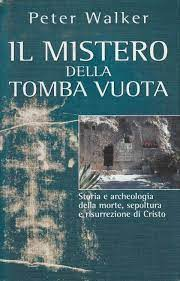 Peter Walker
IL MISTERO
DELLA
TOMBA VUOTA
Storia e archeologia
della morte, sepoltura
e risurrezione di Cristo